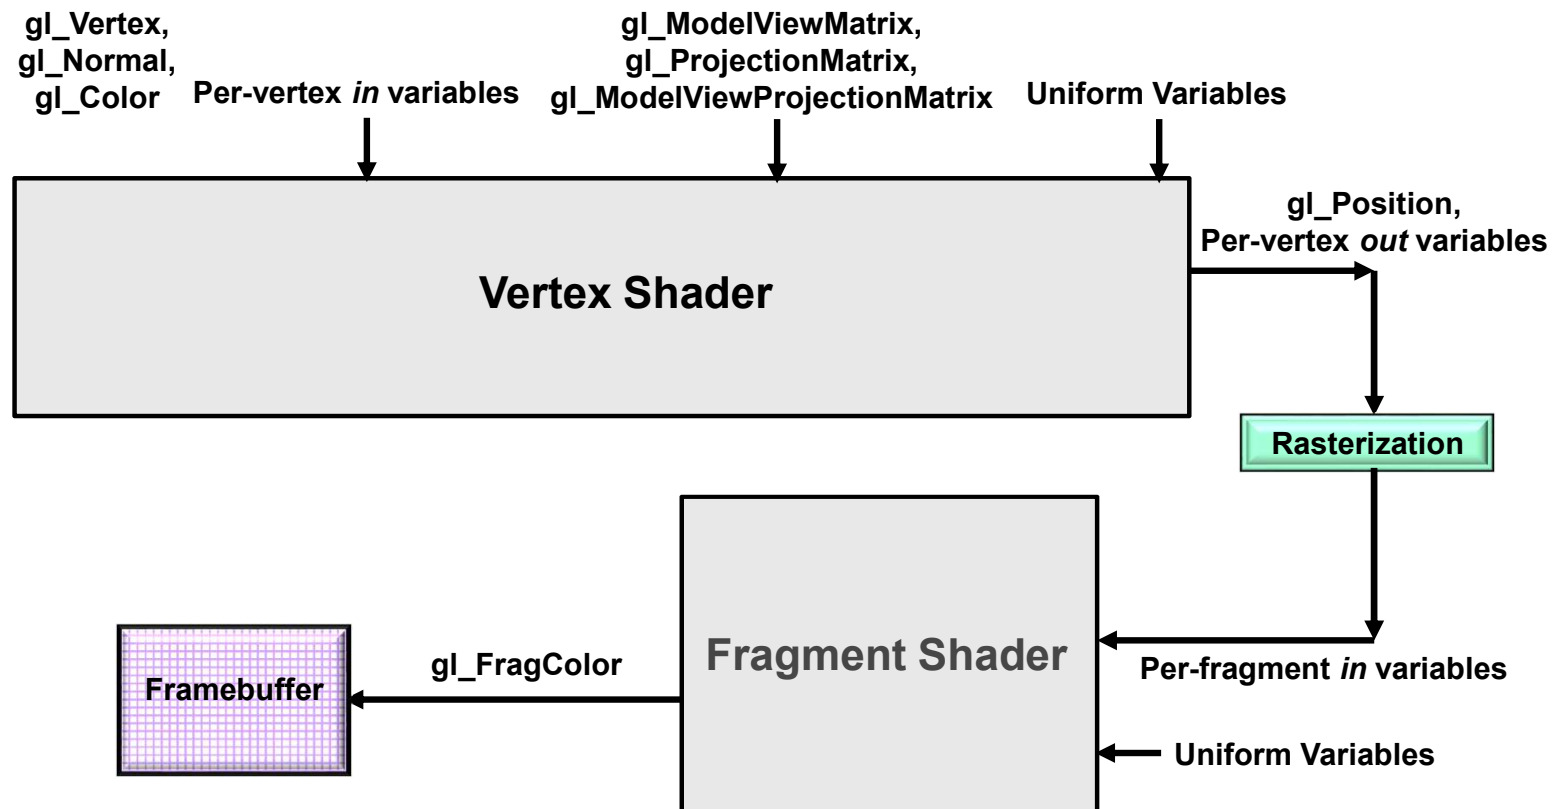 gl_Vertex,
gl_Normal,
gl_Color
Per-vertex in variables
gl_ModelViewMatrix,
gl_ProjectionMatrix,
gl_ModelViewProjectionMatrix
Uniform Variables
Vertex Shader
gl_Position,
Per-vertex out variables
Rasterization
Fragment Shader
Per-fragment in variables
Uniform Variables
gl_FragColor
Framebuffer